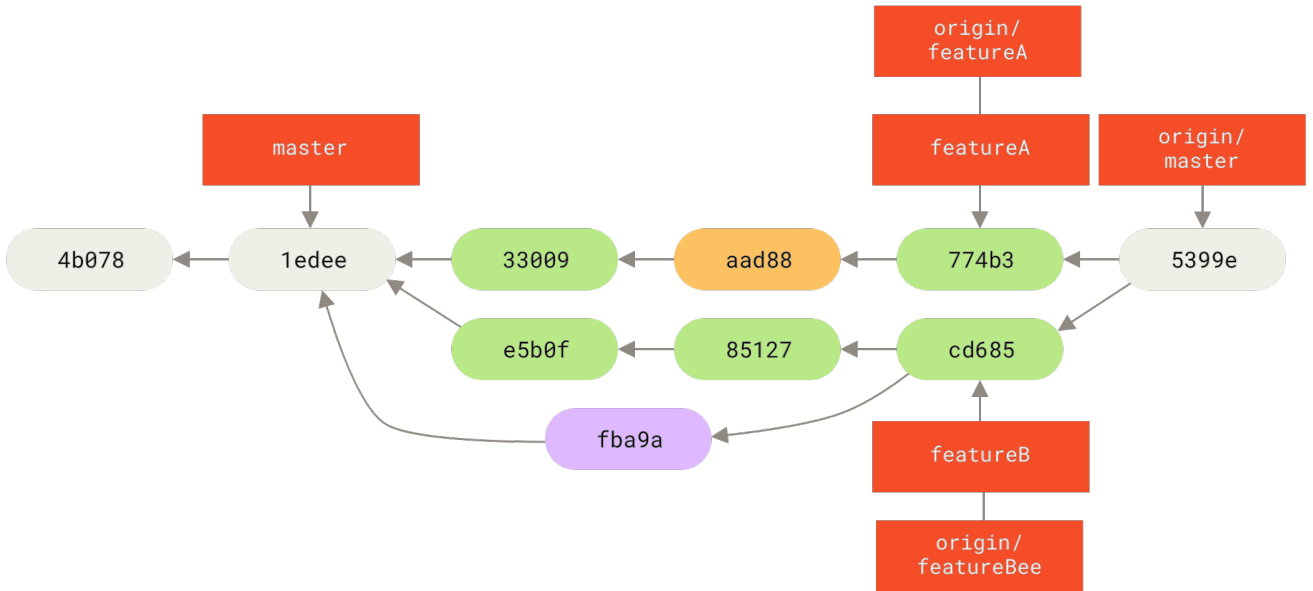 origin/
featureA
master
featureA
origin/
master
4b078
1edee
33009
aad88
774b3
5399e
e5b0f
85127
cd685
fba9a
featureB
origin/
featureBee